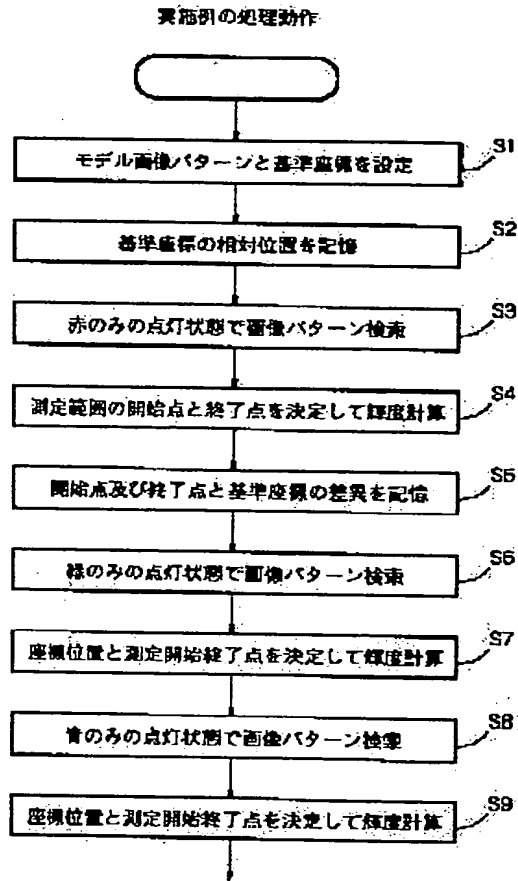 実施例の処理動作
S1
モデル画像パターンと基準座標を設定
S2
基準座標の相対位置を記憶
S3
赤のみの点灯状態で画像パターン検索
S4
測定範囲の開始点と終了点を決定して輝度計算
S5
開始点及び終了点と基準座標の差異を記憶
S6
緑のみの点灯状態で画像パターン検索
S7
座標位置と測定開始終了点を決定して輝度計算
S8
青のみの点灯状態で画像パターン検索
S9
座標位置と測定開始終了点を決定して輝度計算